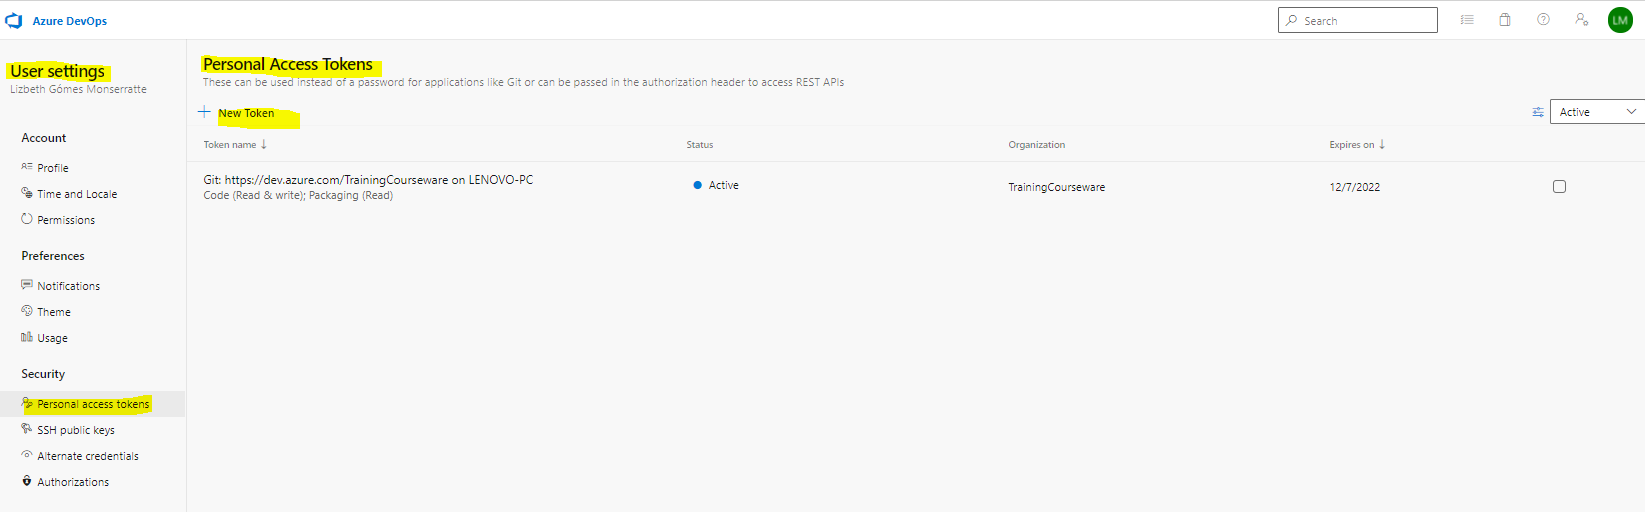 Azure DevOps
Search
LM
User settings
Lizbeth Gómes Monserratte
Account
Profile
Time and Locale
Permissions
Preferences
Notifications
Theme
Usage
Security
Personal access tokens
SSH public keys
Alternate credentials
Authorizations
Personal Access Tokens
These can be used instead of a password for applications like Git or can be passed in the authorization header to access REST APIs
New Token
Active
Token name Status Organization Expires on
Git: https://dev.azure.com/TrainingCourseware on LENOVO-PC
Code (Read & write); Packaging (Read)
Active TrainingCourseware 12/7/2022